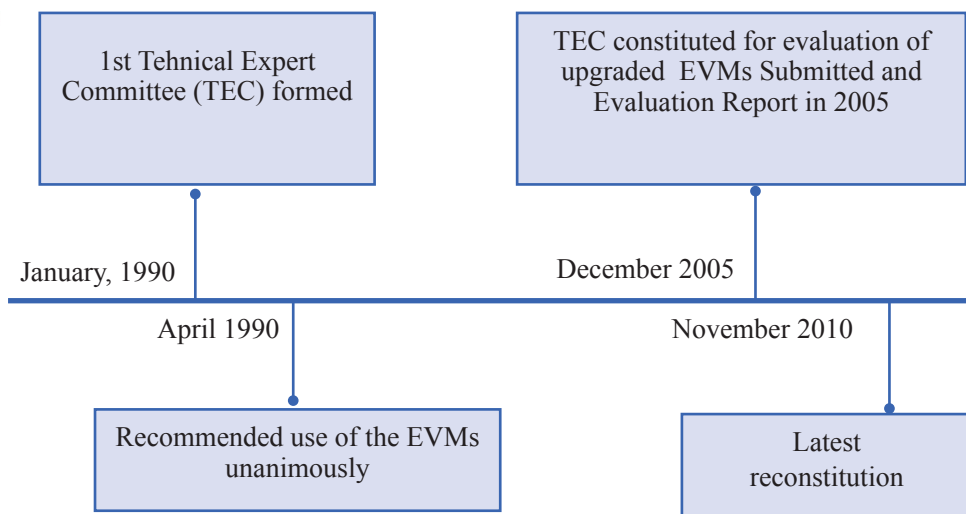 1st Tehnical Expert
Committee (TEC) formed
TEC constituted for evaluation of
upgraded EVMs Submitted and
Evaluation Report in 2005
January, 1990
December 2005
April 1990
November 2010
Recommended use of the EVMs
unanimously
Latest
reconstitution